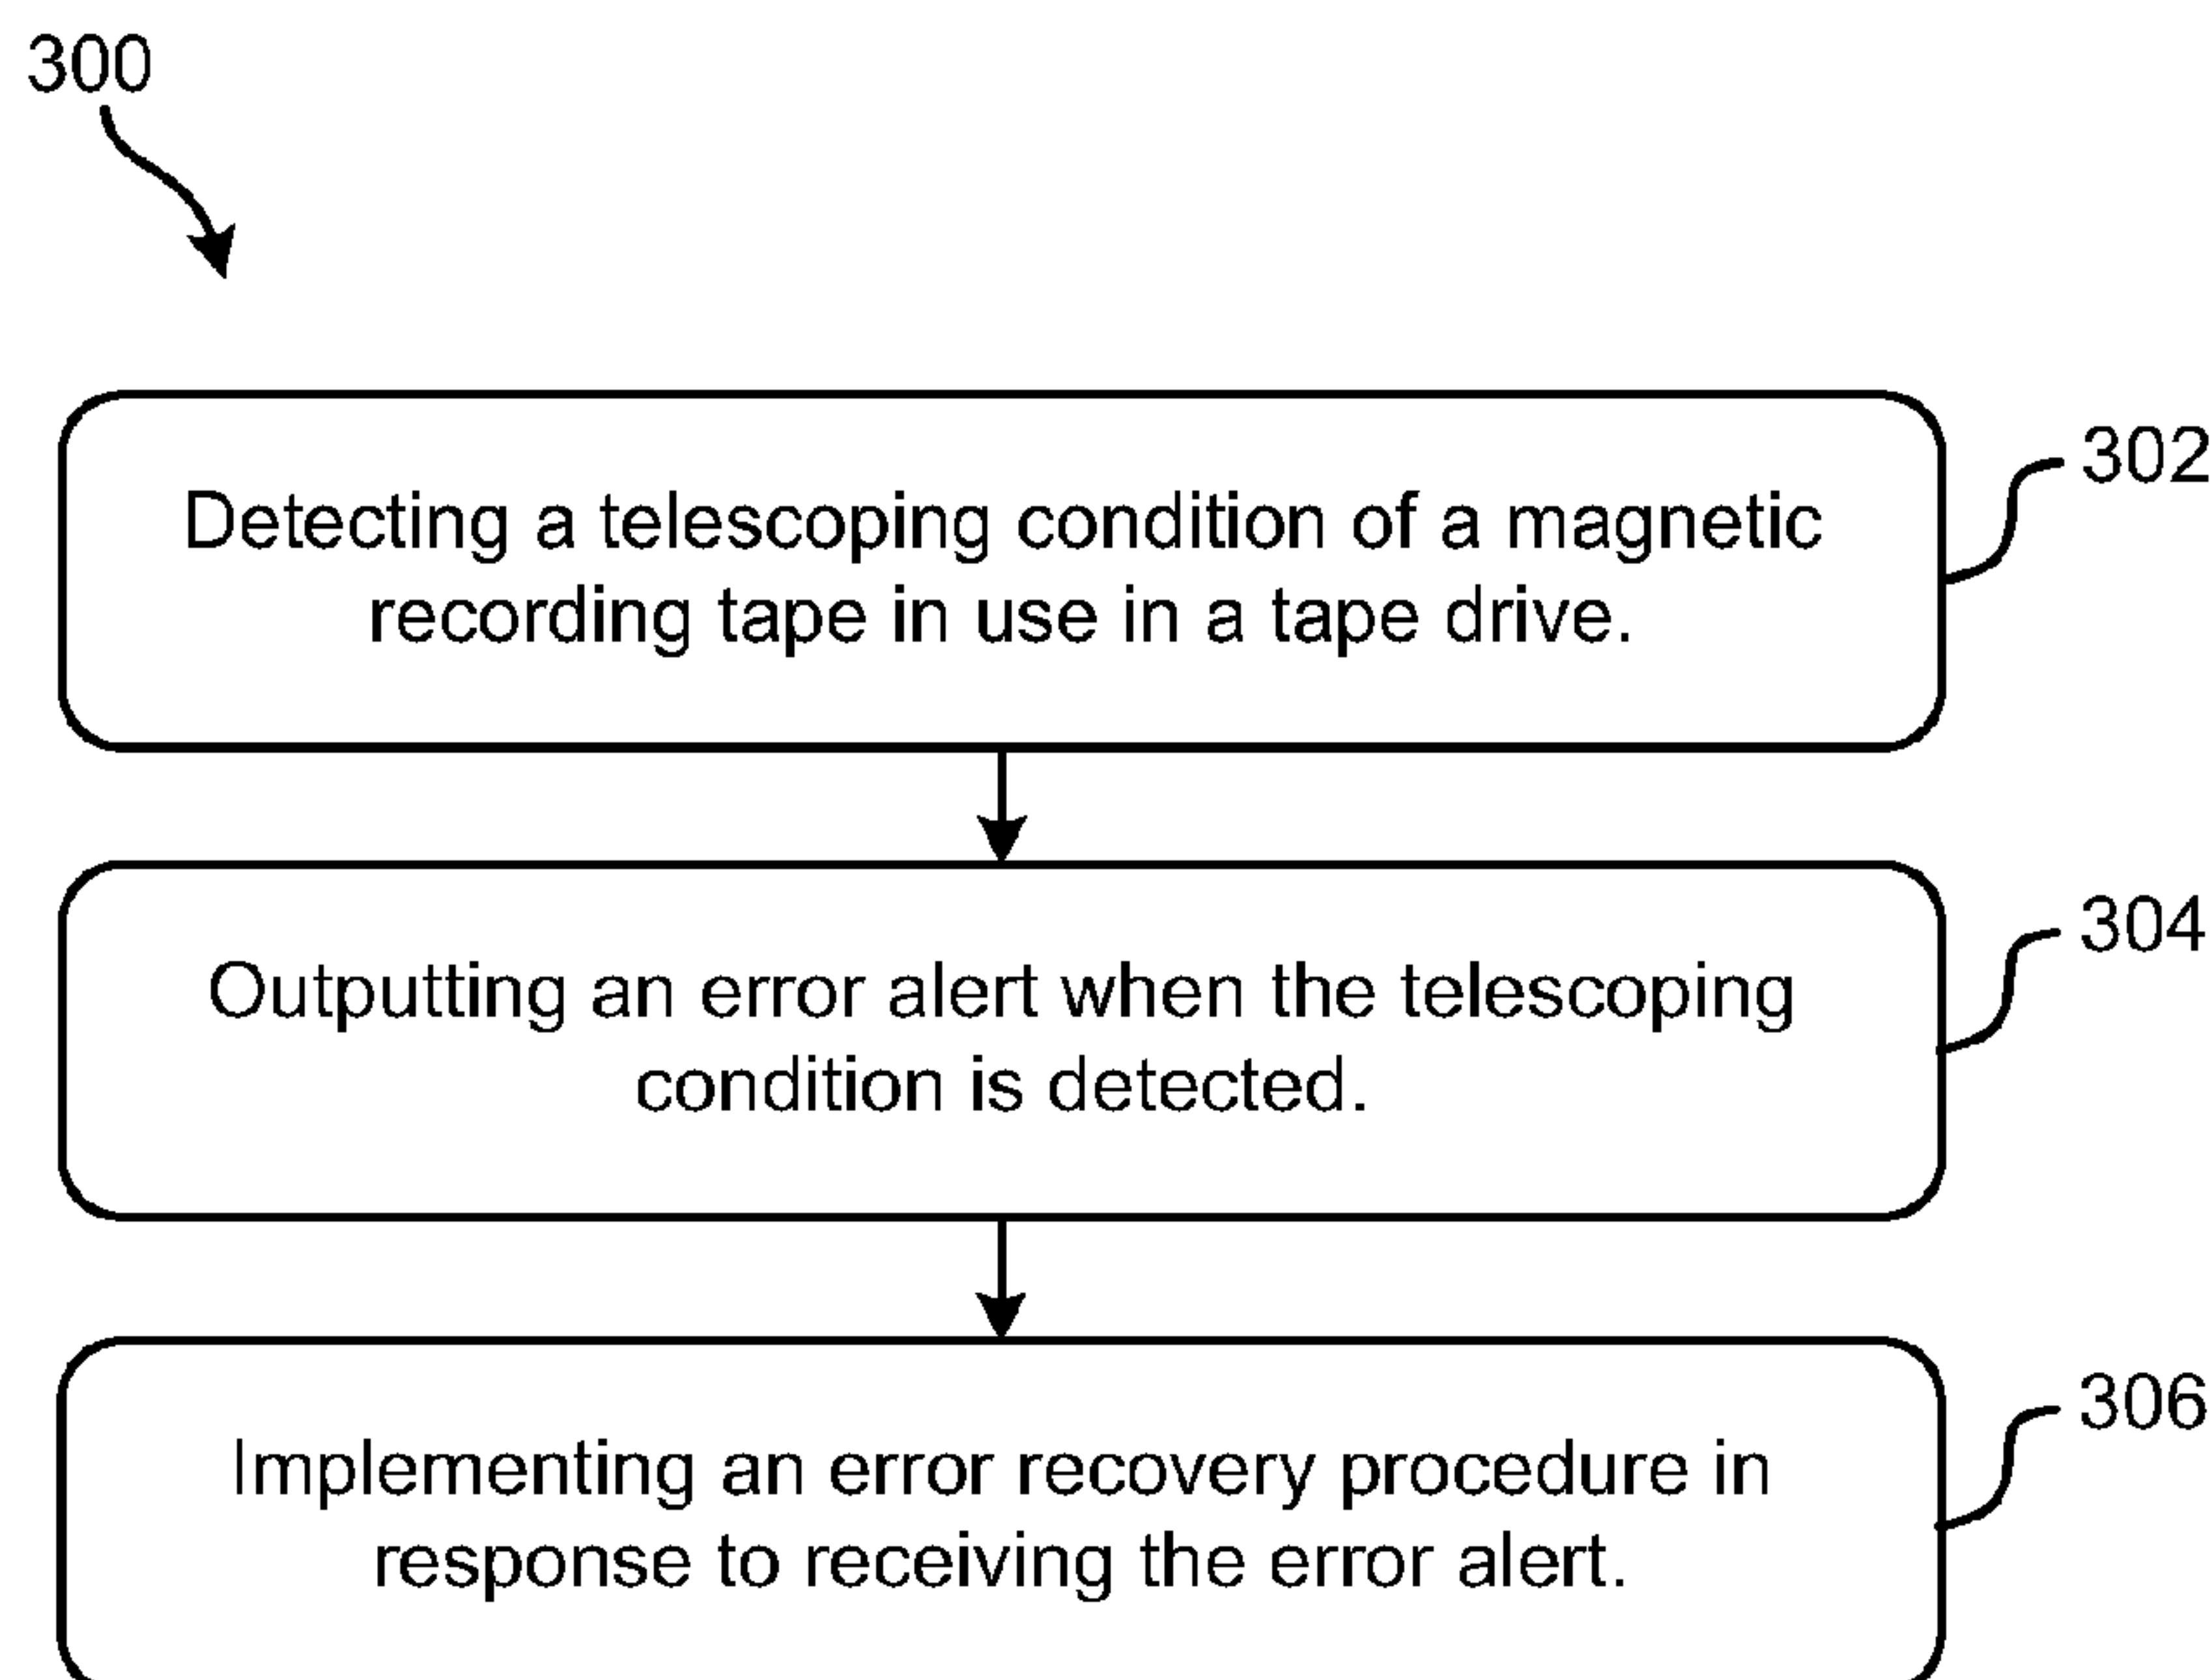 300
302
Detecting a telescoping condition of a magnetic
recording tape in use in a tape drive.
304
Outputting an error alert when the telescoping
condition is detected.
306
Implementing an error recovery procedure in
response to receiving the error alert.